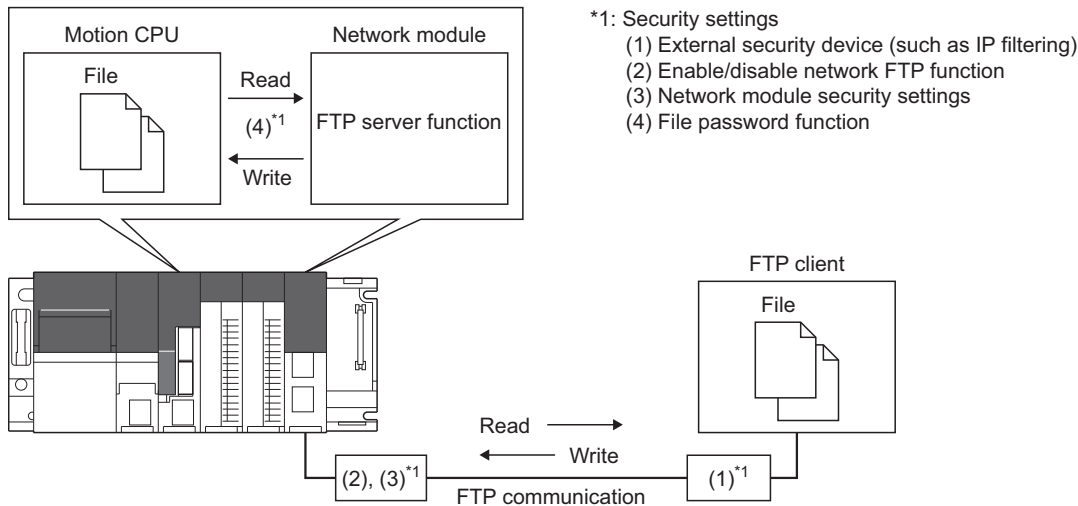 Motion CPU
Network module
File
Read
(4)*1
Write
FTP server function
*1: Security settings
(1) External security device (such as IP filtering)
(2) Enable/disable network FTP function
(3) Network module security settings
(4) File password function
FTP client
File
Read
Write
(2), (3)*1
(1)*1
FTP communication